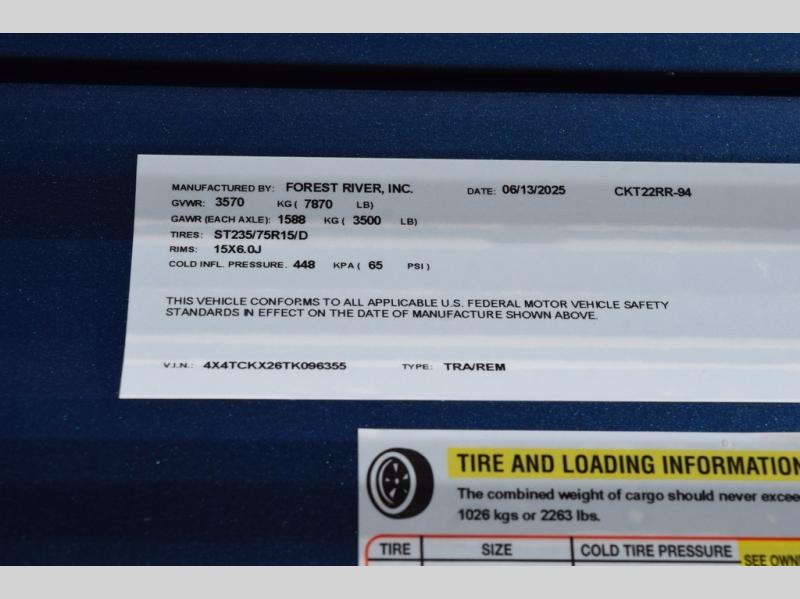 MANUFACTURED BY: FOREST RIVER, INC. DATE: 06/13/2025 CKT22RR-94
GVWR: 3570 KG ( 7870 LB)
GAWR (EACH AXLE): 1588 KG ( 3500 LB)
TIRES: ST235/75R15/D
RIMS: 15X6.0J
COLD INFL. PRESSURE. 448 KPA ( 65 PSI )
THIS VEHICLE CONFORMS TO ALL APPLICABLE U.S. FEDERAL MOTOR VEHICLE SAFETY
STANDARDS IN EFFECT ON THE DATE OF MANUFACTURE SHOWN ABOVE.
V.I.N.: 4X4TCKX26TK096355 TYPE: TRA/REM
TIRE AND LOADING INFORMATION
The combined weight of cargo should never excee
1026 kgs or 2263 lbs.
TIRE SIZE COLD TIRE PRESSURE SEE OWN